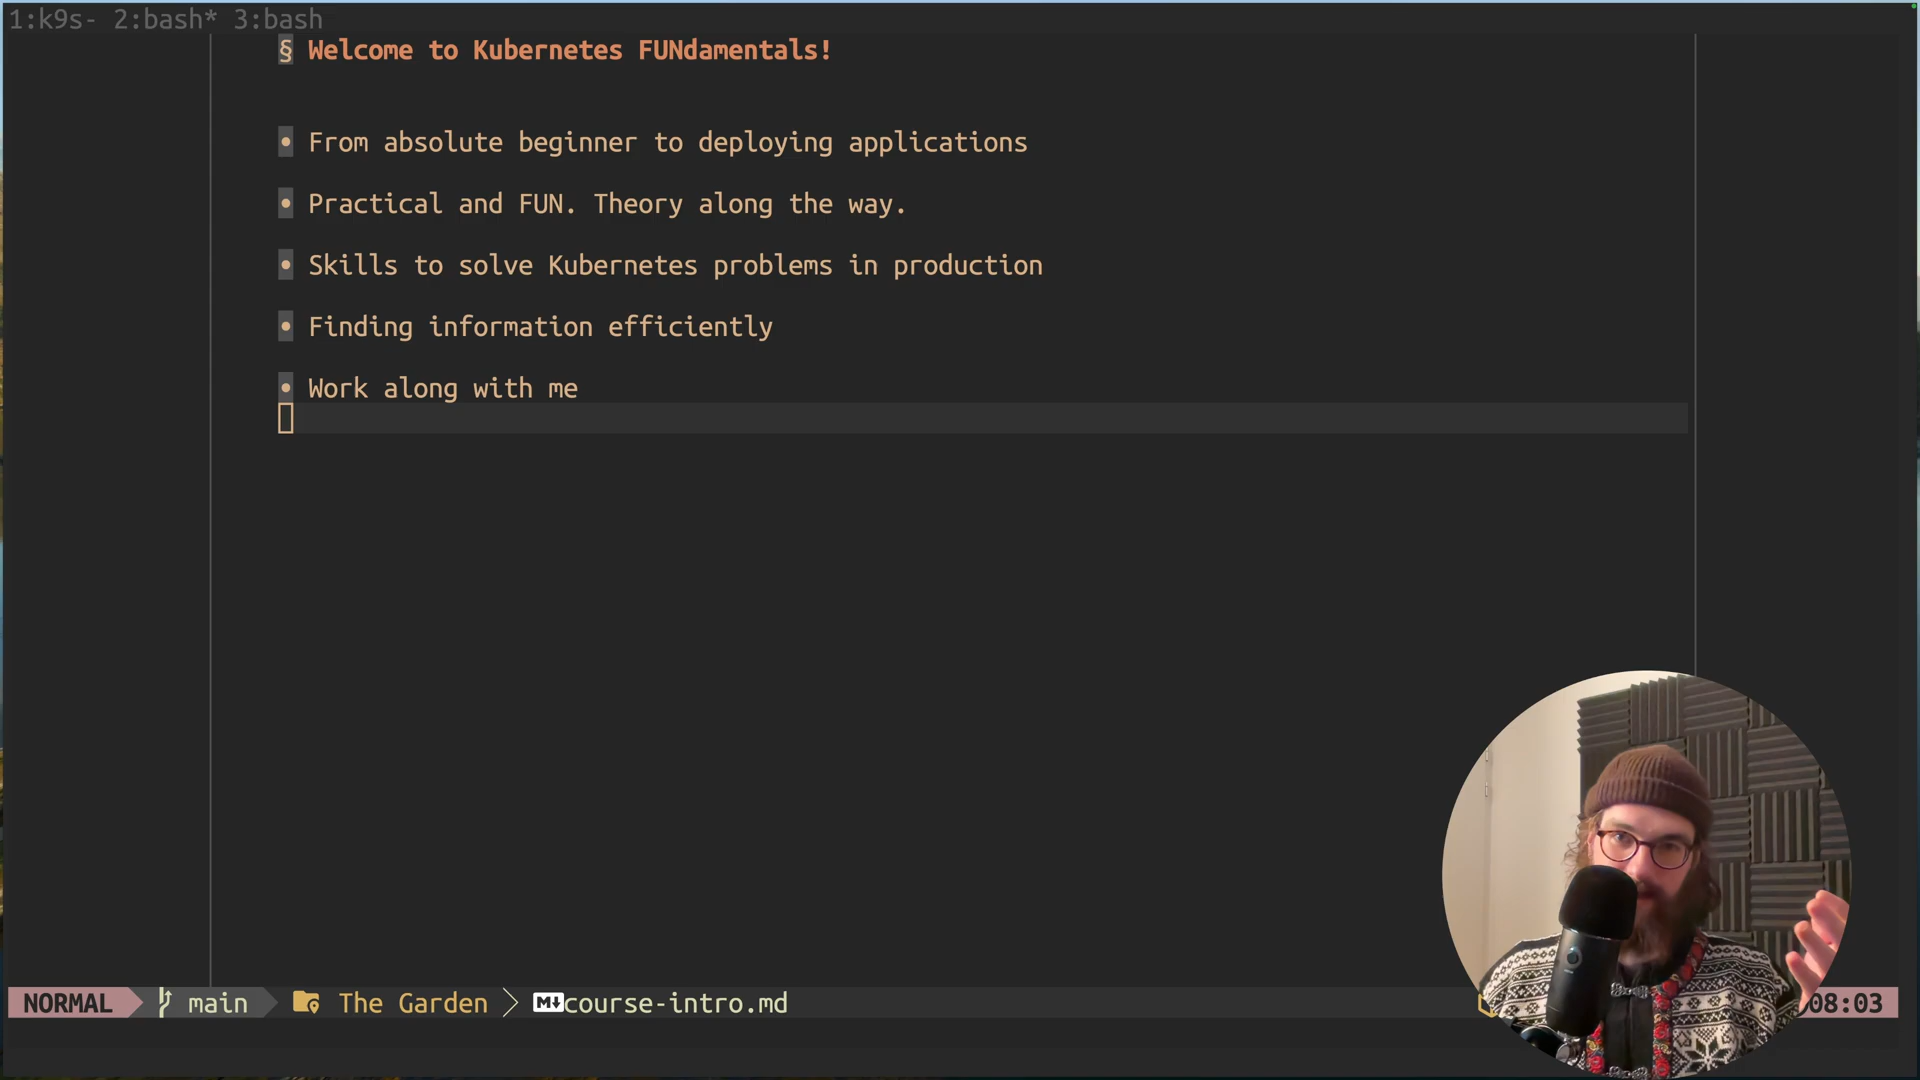 1:k9s- 2:bash* 3:bash
§ Welcome to Kubernetes FUNdamentals!
• From absolute beginner to deploying applications
• Practical and FUN. Theory along the way.
• Skills to solve Kubernetes problems in production
• Finding information efficiently
• Work along with me
NORMAL main The Garden > M↓course-intro.md 08:03